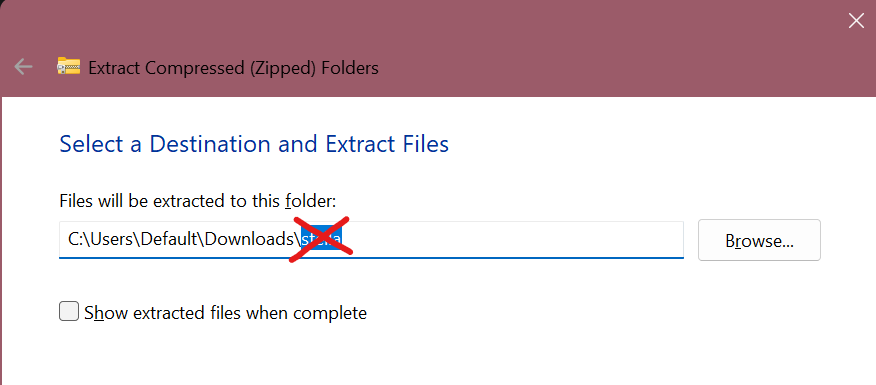 Extract Compressed (Zipped) Folders
Select a Destination and Extract Files
Files will be extracted to this folder:
C:\Users\Default\Downloads\
Browse...
Show extracted files when complete